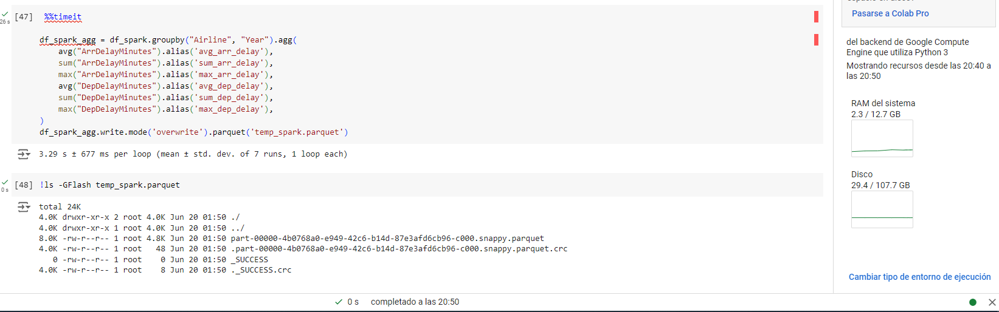 [47] %%timeit
26 s
df_spark_agg = df_spark.groupby("Airline", "Year").agg(
avg("ArrDelayMinutes").alias('avg_arr_delay'),
sum("ArrDelayMinutes").alias('sum_arr_delay'),
max("ArrDelayMinutes").alias('max_arr_delay'),
avg("DepDelayMinutes").alias('avg_dep_delay'),
sum("DepDelayMinutes").alias('sum_dep_delay'),
max("DepDelayMinutes").alias('max_dep_delay'),
)
df_spark_agg.write.mode('overwrite').parquet('temp_spark.parquet')
3.29 s ± 677 ms per loop (mean ± std. dev. of 7 runs, 1 loop each)
[48] !ls -GFlash temp_spark.parquet
0 s
total 24K
4.0K drwxr-xr-x 2 root 4.0K Jun 20 01:50 ./
4.0K drwxr-xr-x 1 root 4.0K Jun 20 01:50 ../
8.0K -rw-r--r-- 1 root 4.8K Jun 20 01:50 part-00000-4b0768a0-e949-42c6-b14d-87e3afd6cb96-c000.snappy.parquet
4.0K -rw-r--r-- 1 root   48 Jun 20 01:50 .part-00000-4b0768a0-e949-42c6-b14d-87e3afd6cb96-c000.snappy.parquet.crc
0 -rw-r--r-- 1 root    0 Jun 20 01:50 _SUCCESS
4.0K -rw-r--r-- 1 root    8 Jun 20 01:50 ._SUCCESS.crc
Pasarse a Colab Pro
del backend de Google Compute
Engine que utiliza Python 3
Mostrando recursos desde las 20:40 a
las 20:50
RAM del sistema
2.3 / 12.7 GB
Disco
29.4 / 107.7 GB
Cambiar tipo de entorno de ejecución
0 s completado a las 20:50